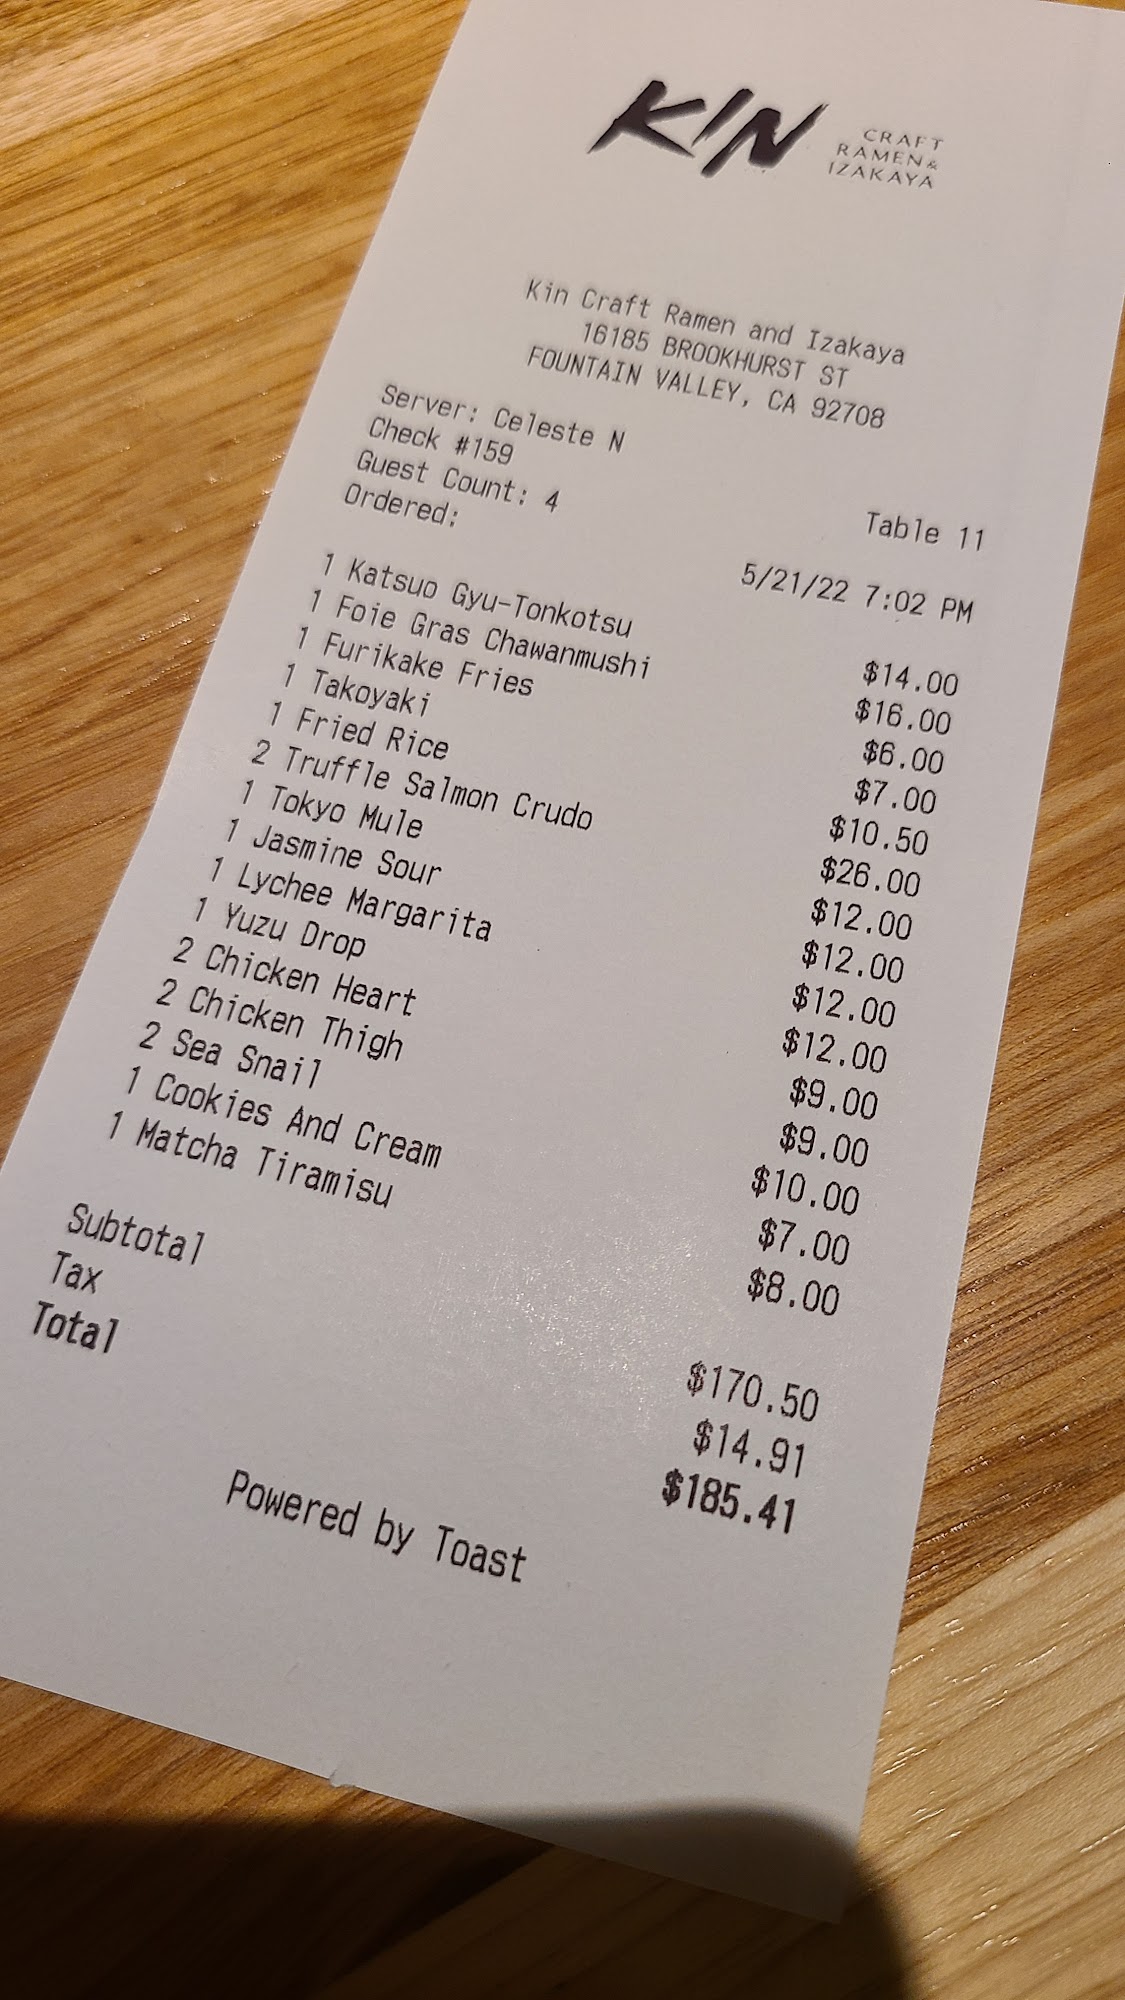 KIN CRAFT
RAMEN &
IZAKAYA
Kin Craft Ramen and Izakaya
16185 BROOKHURST ST
FOUNTAIN VALLEY, CA 92708
Server: Celeste N
Check #159 Table 11
Guest Count: 4
Ordered: 5/21/22 7:02 PM
1 Katsuo Gyu-Tonkotsu $14.00
1 Foie Gras Chawanmushi $16.00
1 Furikake Fries $6.00
1 Takoyaki $7.00
1 Fried Rice $10.50
2 Truffle Salmon Crudo $26.00
1 Tokyo Mule $12.00
1 Jasmine Sour $12.00
1 Lychee Margarita $12.00
1 Yuzu Drop $12.00
2 Chicken Heart $9.00
2 Chicken Thigh $9.00
2 Sea Snail $10.00
1 Cookies And Cream $7.00
1 Matcha Tiramisu $8.00
Subtotal $170.50
Tax $14.91
Total $185.41
Powered by Toast